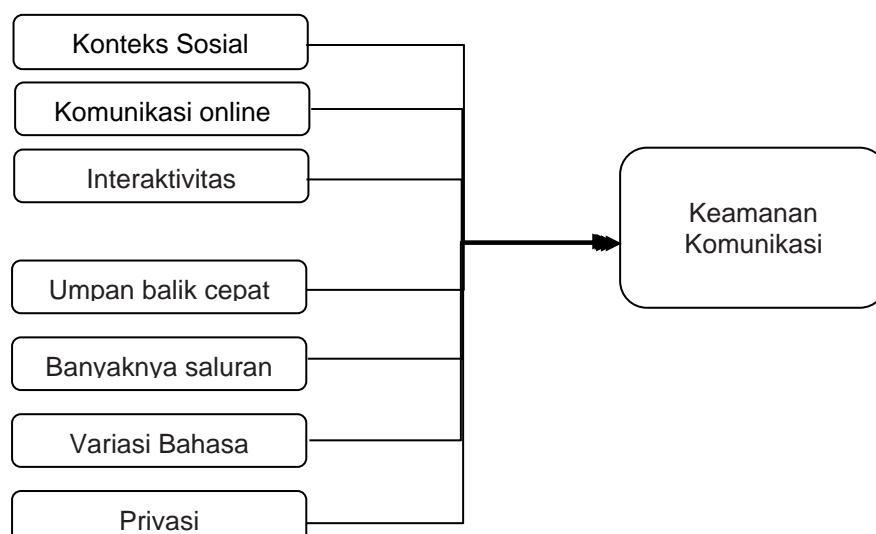 Konteks Sosial
Komunikasi online
Interaktivitas
Umpan balik cepat
Banyaknya saluran
Variasi Bahasa
Privasi
Keamanan
Komunikasi